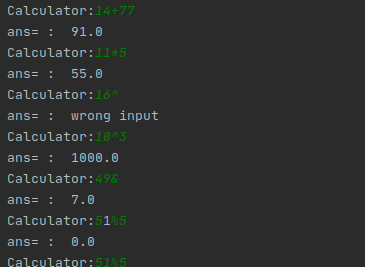 Calculator:14+77
ans= :  91.0
Calculator:11*5
ans= :  55.0
Calculator:16^
ans= :  wrong input
Calculator:10^3
ans= :  1000.0
Calculator:49&
ans= :  7.0
Calculator:51%5
ans= :  0.0
Calculator:51%5